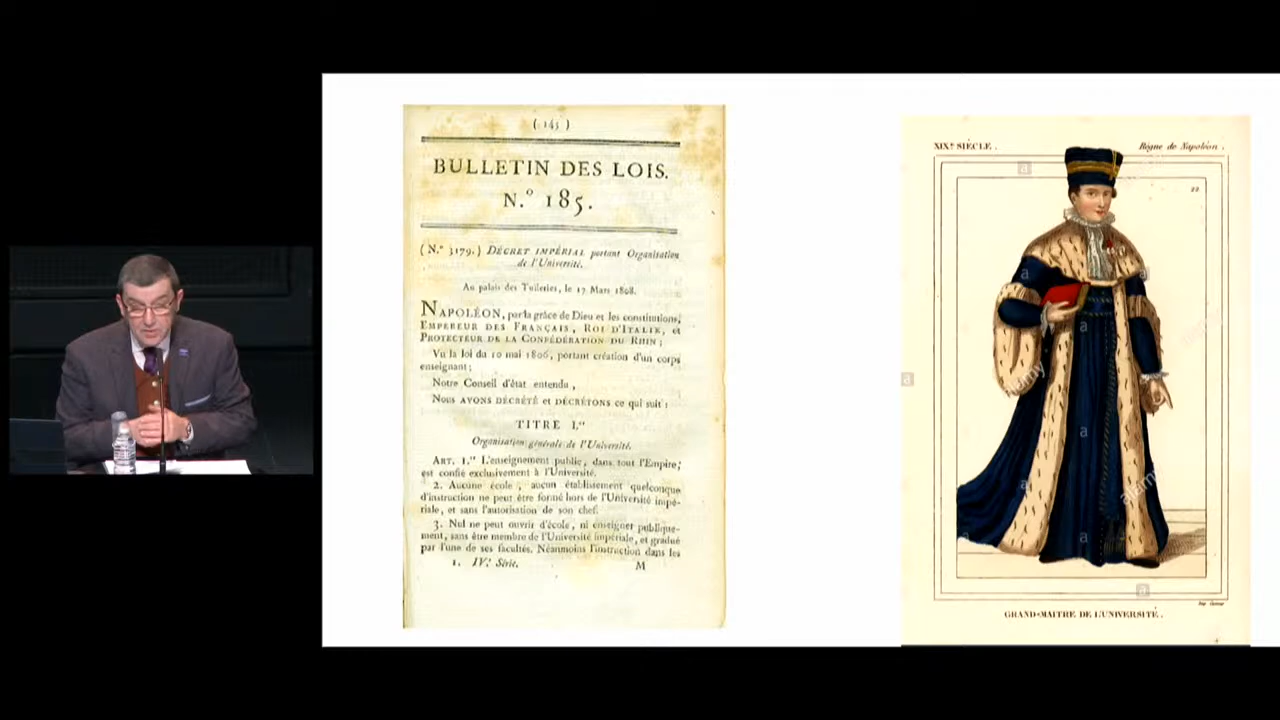 ( 145 )
BULLETIN DES LOIS.
N.º 185.
( N.º 3179. ) DÉCRET IMPÉRIAL portant Organisation
de l'Université.
Au palais des Tuileries, le 17 Mars 1808.
NAPOLÉON, par la grâce de Dieu et les constitutions,
EMPEREUR DES FRANÇAIS, ROI D'ITALIE, et
PROTECTEUR DE LA CONFÉDÉRATION DU RHIN ;
Vu la loi du 10 mai 1806, portant création d'un corps
enseignant ;
Notre Conseil d'état entendu ,
Nous AVONS DÉCRÉTÉ et DÉCRÉTONS ce qui suit :
TITRE I.er
Organisation générale de l'Université.
ART. 1.er L'enseignement public, dans tout l'Empire,
est confié exclusivement à l'Université.
2. Aucune école , aucun établissement quelconque
d'instruction ne peut être formé hors de l'Université impé-
riale, et sans l'autorisation de son chef.
3. Nul ne peut ouvrir d'école, ni enseigner publique-
ment, sans être membre de l'Université impériale, et gradué
par l'une de ses facultés. Néanmoins l'instruction dans les
1. IV.e Série.
M
XIXe SIÈCLE .
Règne de Napoléon .
22
a
a
a
a
a
a
a
a
a
alamy
alamy
GRAND-MAITRE DE L'UNIVERSITÉ .